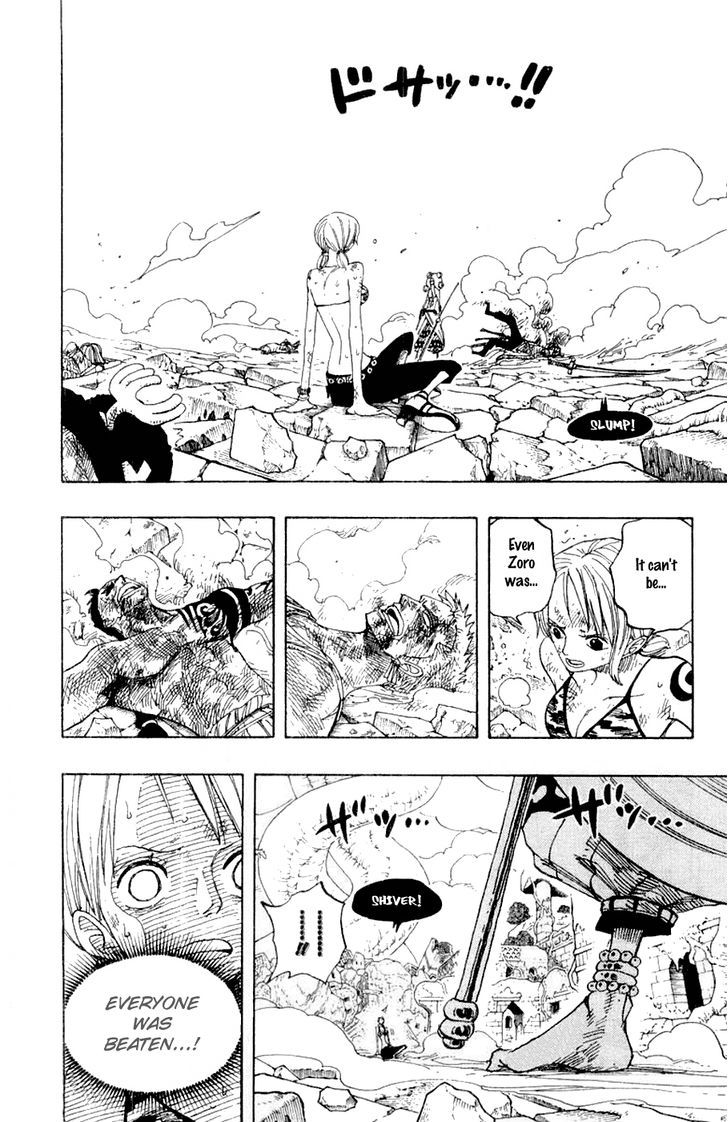 ドサッ・・・・!!
SLUMP!
It can't
be...
Even
Zoro
was...
ザッ・・・
ザッ・・・
SHIVER!
......!!
EVERYONE
WAS
BEATEN...!